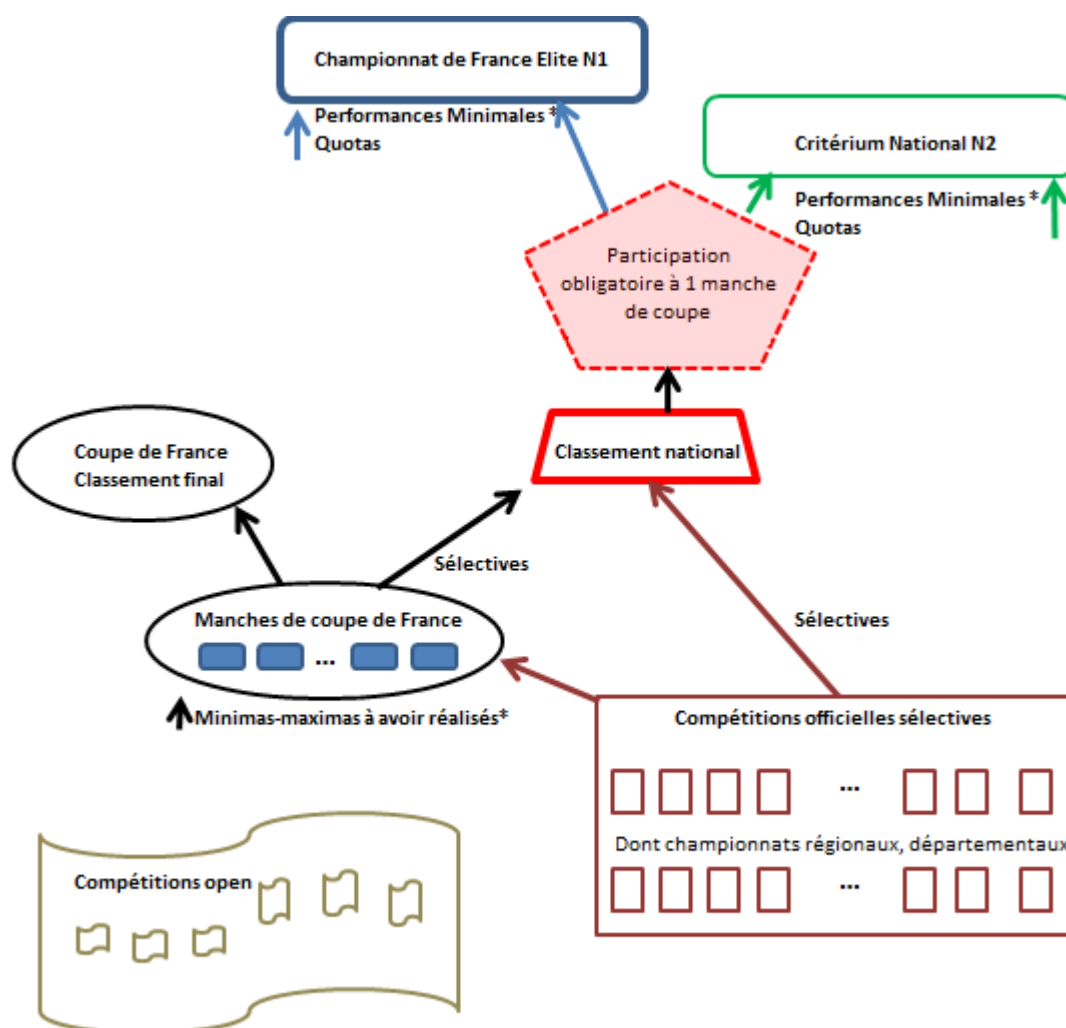 Championnat de France Elite N1
Performances Minimales *
Quotas
Critérium National N2
Performances Minimales *
Quotas
Participation
obligatoire à 1 manche
de coupe
Classement national
Coupe de France
Classement final
Sélectives
Manches de coupe de France
...
Sélectives
Minimas-maximas à avoir réalisés*
Compétitions officielles sélectives
...
Dont championnats régionaux, départementaux
...
Compétitions open